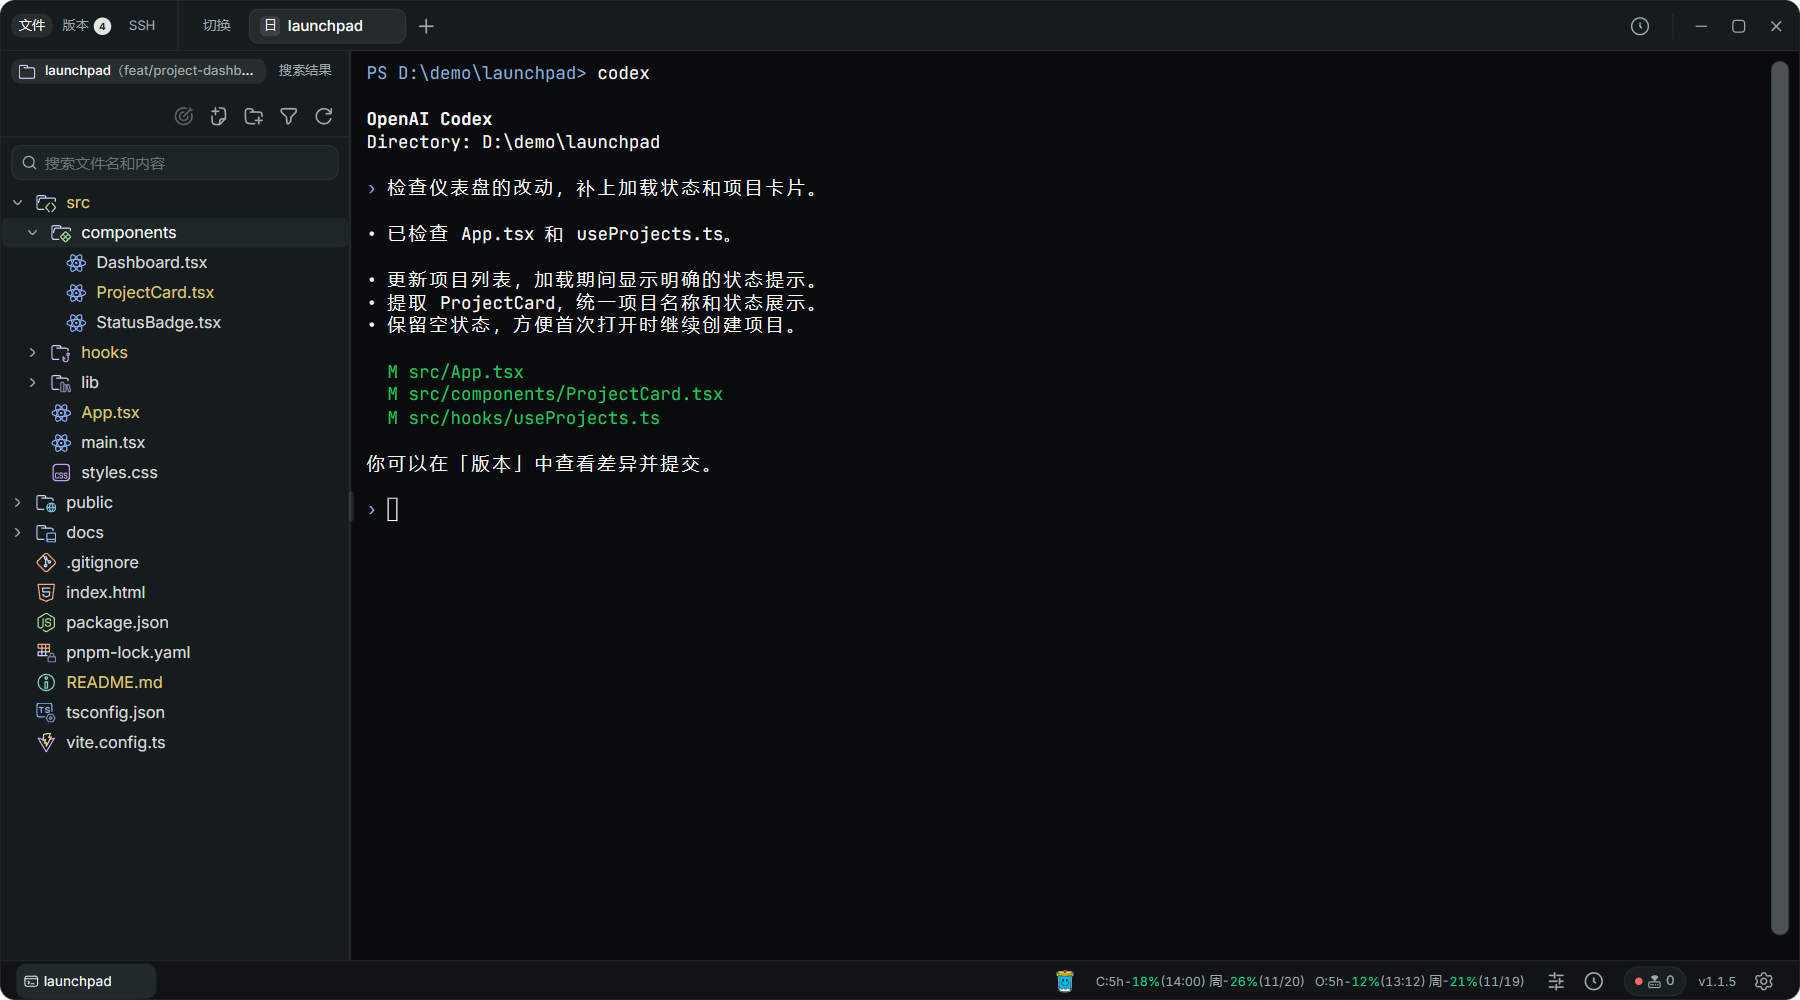 文件 版本 4 SSH 切换 launchpad
launchpad (feat/project-dashb... 搜索结果
搜索文件名和内容
src
components
Dashboard.tsx
ProjectCard.tsx
StatusBadge.tsx
hooks
lib
App.tsx
main.tsx
styles.css
public
docs
.gitignore
index.html
package.json
pnpm-lock.yaml
README.md
tsconfig.json
vite.config.ts
PS D:\demo\launchpad> codex
OpenAI Codex
Directory: D:\demo\launchpad
› 检查仪表盘的改动，补上加载状态和项目卡片。
• 已检查 App.tsx 和 useProjects.ts。
• 更新项目列表，加载期间显示明确的状态提示。
• 提取 ProjectCard，统一项目名称和状态展示。
• 保留空状态，方便首次打开时继续创建项目。
M src/App.tsx
M src/components/ProjectCard.tsx
M src/hooks/useProjects.ts
你可以在「版本」中查看差异并提交。
›
launchpad
C:5h-18%(14:00) 周-26%(11/20) O:5h-12%(13:12) 周-21%(11/19) 0 v1.1.5